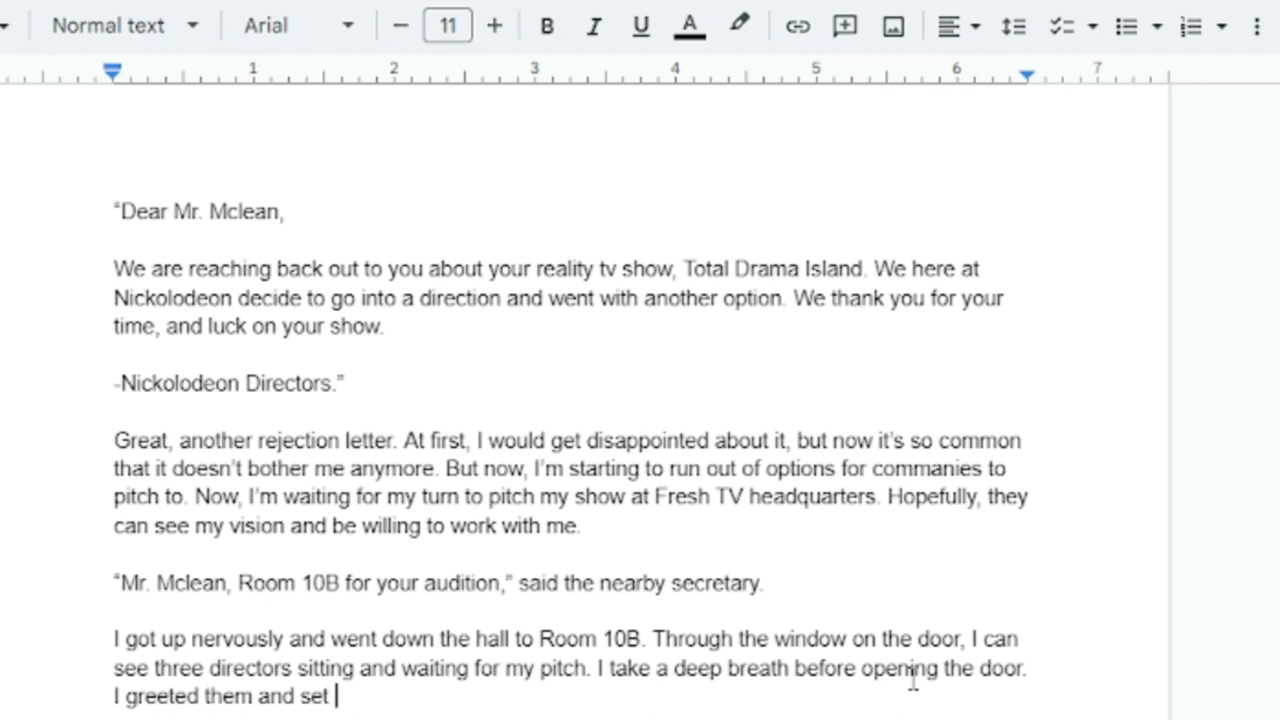 Normal text Arial 11 B I U A
1 2 3 4 5 6 7
“Dear Mr. Mclean,
We are reaching back out to you about your reality tv show, Total Drama Island. We here at
Nickolodeon decide to go into a direction and went with another option. We thank you for your
time, and luck on your show.
-Nickolodeon Directors.”
Great, another rejection letter. At first, I would get disappointed about it, but now it’s so common
that it doesn’t bother me anymore. But now, I’m starting to run out of options for commanies to
pitch to. Now, I’m waiting for my turn to pitch my show at Fresh TV headquarters. Hopefully, they
can see my vision and be willing to work with me.
“Mr. Mclean, Room 10B for your audition,” said the nearby secretary.
I got up nervously and went down the hall to Room 10B. Through the window on the door, I can
see three directors sitting and waiting for my pitch. I take a deep breath before opening the door.
I greeted them and set